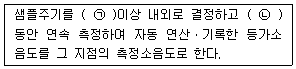 샘플주기를 ( ㉠ )이상 내외로 결정하고 ( ㉡ )
동안 연속 측정하며 자동 연산·기록한 등가소
음도를 그 지점의 측정소음도로 한다.